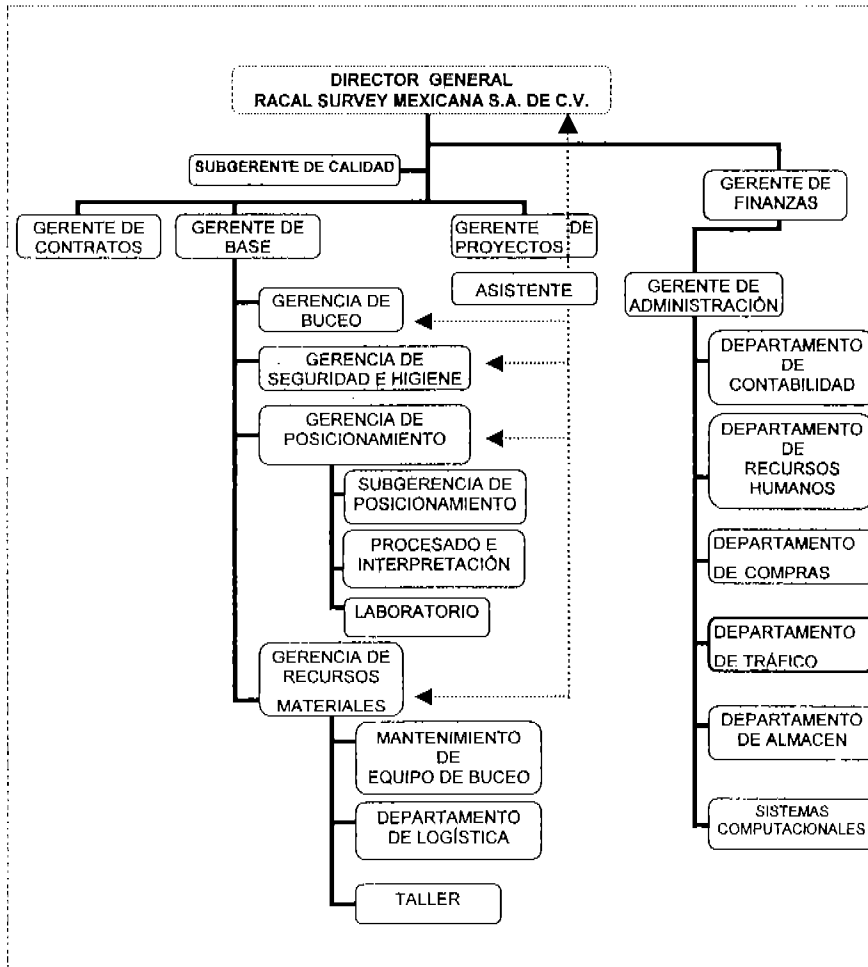 DIRECTOR GENERAL
RACAL SURVEY MEXICANA S.A. DE C.V.
SUBGERENTE DE CALIDAD
GERENTE DE
FINANZAS
GERENTE DE
CONTRATOS
GERENTE DE
BASE
GERENTE DE
PROYECTOS
ASISTENTE
GERENTE DE
ADMINISTRACIÓN
GERENCIA DE
BUCEO
GERENCIA DE
SEGURIDAD E HIGIENE
GERENCIA DE
POSICIONAMIENTO
SUBGERENCIA DE
POSICIONAMIENTO
PROCESADO E
INTERPRETACIÓN
LABORATORIO
GERENCIA DE
RECURSOS
MATERIALES
MANTENIMIENTO
DE
EQUIPO DE BUCEO
DEPARTAMENTO
DE LOGÍSTICA
TALLER
DEPARTAMENTO
DE
CONTABILIDAD
DEPARTAMENTO
DE
RECURSOS
HUMANOS
DEPARTAMENTO
DE COMPRAS
DEPARTAMENTO
DE TRÁFICO
DEPARTAMENTO
DE ALMACEN
SISTEMAS
COMPUTACIONALES